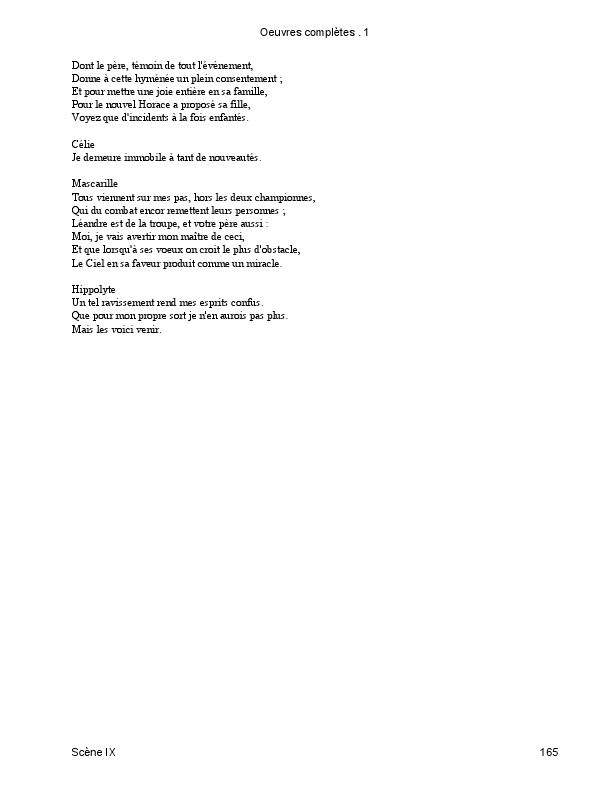 Oeuvres complètes . 1
Dont le père, témoin de tout l'événement,
Donne à cette hyménée un plein consentement ;
Et pour mettre une joie entière en sa famille,
Pour le nouvel Horace a proposé sa fille,
Voyez que d'incidents à la fois enfantés.
Célie
Je demeure immobile à tant de nouveautés.
Mascarille
Tous viennent sur mes pas, hors les deux championnes,
Qui du combat encor remettent leurs personnes ;
Léandre est de la troupe, et votre père aussi :
Moi, je vais avertir mon maître de ceci,
Et que lorsqu'à ses voeux on croit le plus d'obstacle,
Le Ciel en sa faveur produit comme un miracle.
Hippolyte
Un tel ravissement rend mes esprits confus.
Que pour mon propre sort je n'en aurois pas plus.
Mais les voici venir.
Scène IX
165